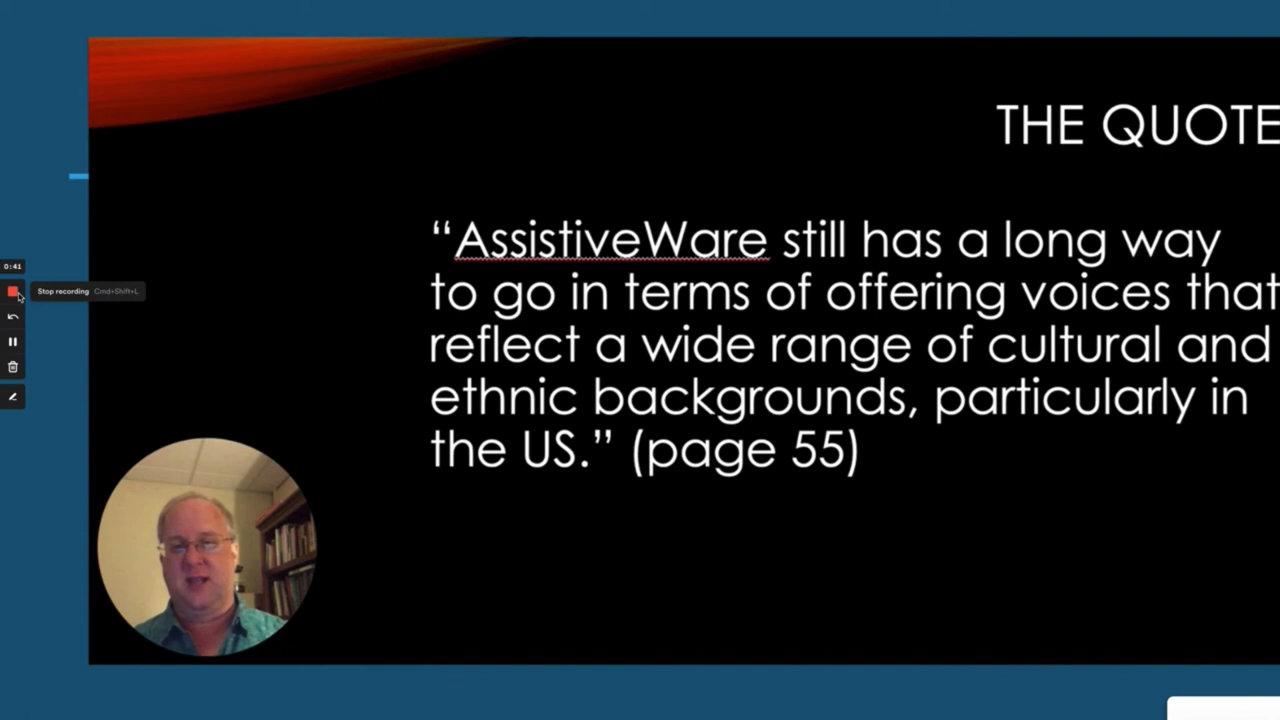 THE QUOTE
“AssistiveWare still has a long way
to go in terms of offering voices that
reflect a wide range of cultural and
ethnic backgrounds, particularly in
the US.” (page 55)
0:41
Stop recording Cmd+Shift+L